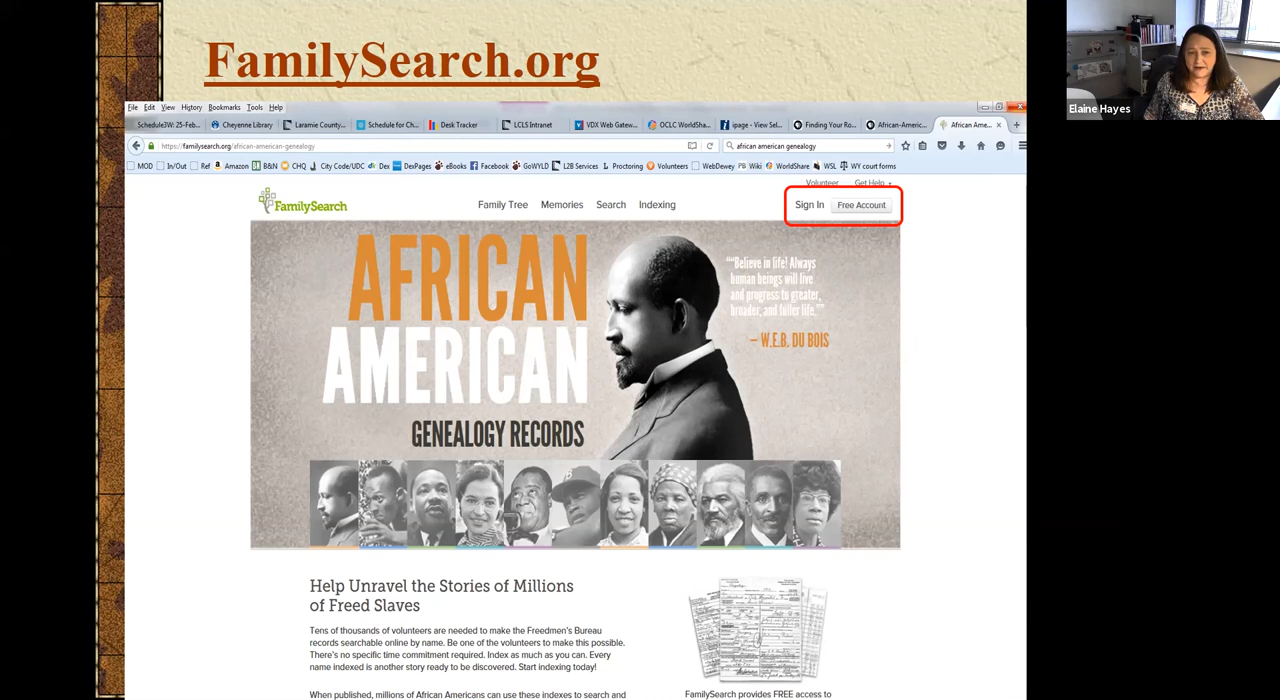 FamilySearch.org
Elaine Hayes
File Edit View History Bookmarks Tools Help
Schedule3W: 25-Feb... Cheyenne Library Laramie County... Schedule for Ch... Desk Tracker LCLS Intranet VDX Web Gatew... OCLC WorldSha... ipage - View Sel... Finding Your Ro... African-Americ... African Ame...
https://familysearch.org/african-american-genealogy african american genealogy
MOD In/Out Ref Amazon B&N CHQ City Code/UDC Dex DexPages eBooks Facebook GoWYLD L2B Services Proctoring Volunteers WebDewey Wiki WorldShare WSL WY court forms
Volunteer Get Help
FamilySearch Family Tree Memories Search Indexing Sign In Free Account
AFRICAN
AMERICAN
GENEALOGY RECORDS
““Believe in life! Always
human beings will live
and progress to greater,
broader, and fuller life.””
– W.E.B. DU BOIS
Help Unravel the Stories of Millions
of Freed Slaves
Tens of thousands of volunteers are needed to make the Freedmen's Bureau
records searchable online by name. Be one of the volunteers to make this possible.
There's no specific time commitment required. Index as much as you can. Every
name indexed is another story ready to be discovered. Start indexing today!
When published, millions of African Americans can use these indexes to search and
FamilySearch provides FREE access to